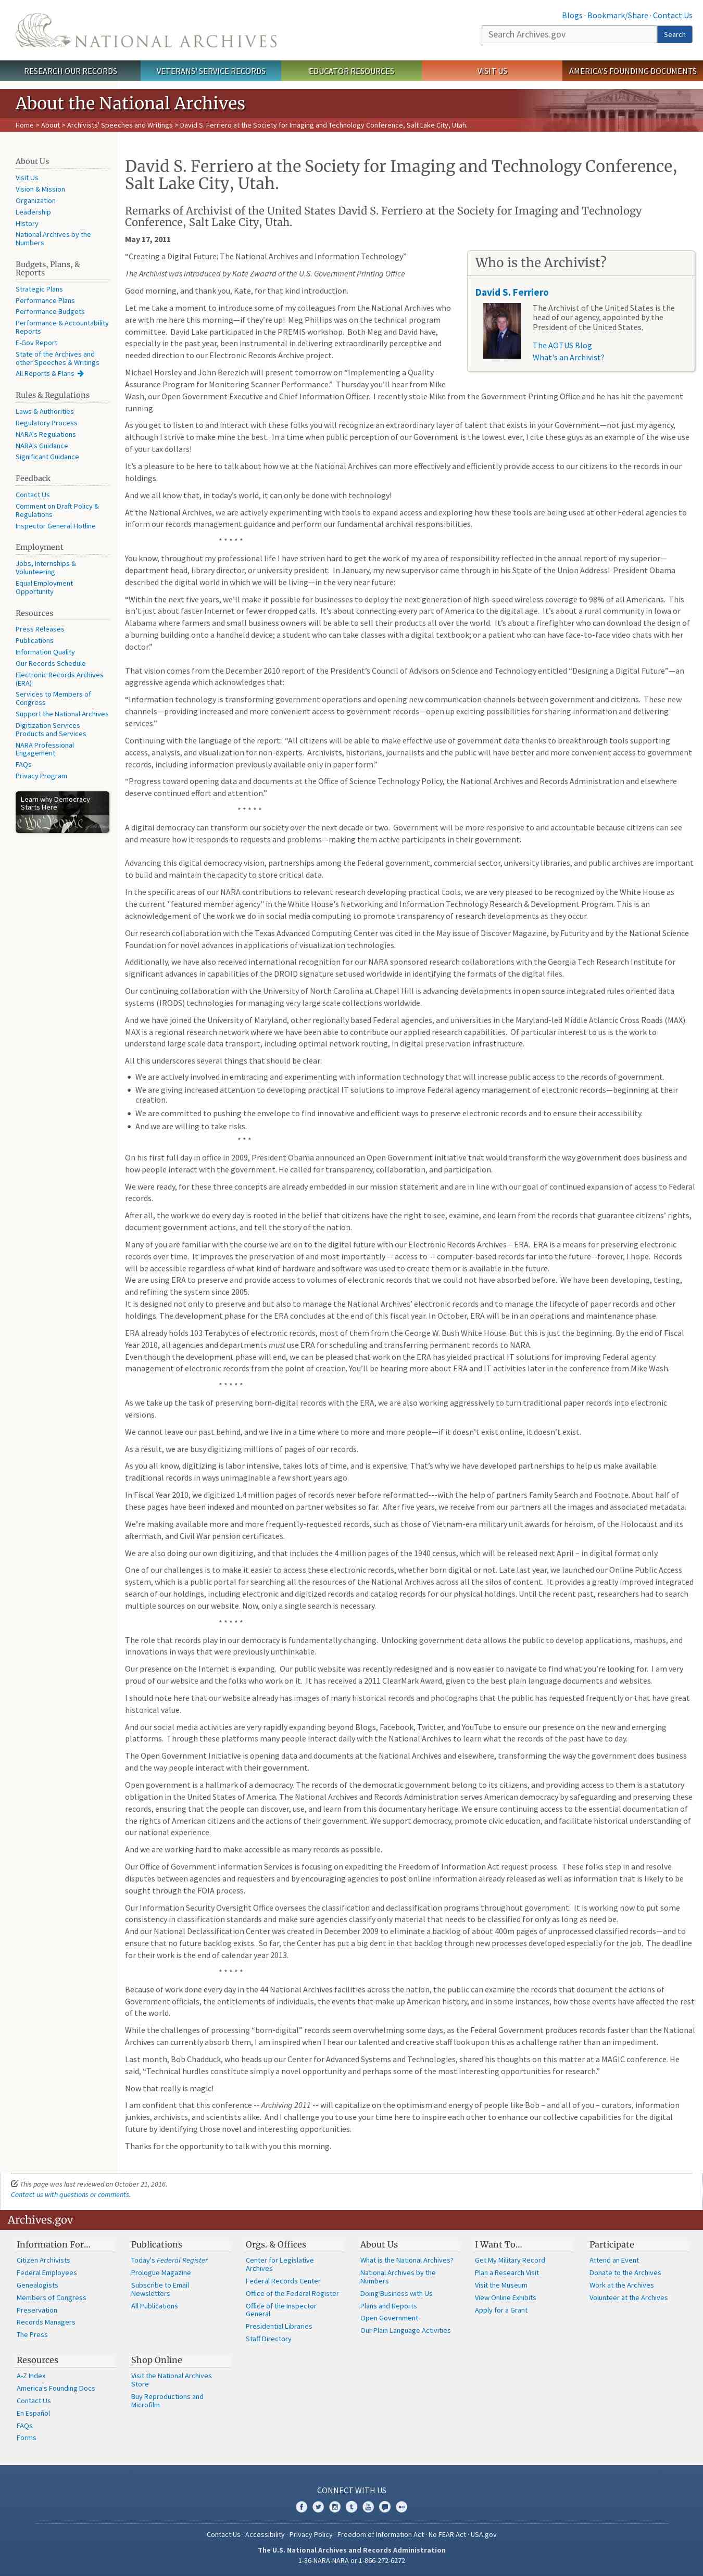 Blogs · Bookmark/Share · Contact Us
NATIONAL ARCHIVES
Search Archives.gov
Search
RESEARCH OUR RECORDS
VETERANS' SERVICE RECORDS
EDUCATOR RESOURCES
VISIT US
AMERICA'S FOUNDING DOCUMENTS
About the National Archives
Home > About > Archivists' Speeches and Writings > David S. Ferriero at the Society for Imaging and Technology Conference, Salt Lake City, Utah.
About Us
Visit Us
Vision & Mission
Organization
Leadership
History
National Archives by the
Numbers
Budgets, Plans, &
Reports
Strategic Plans
Performance Plans
Performance Budgets
Performance & Accountability
Reports
E-Gov Report
State of the Archives and
other Speeches & Writings
All Reports & Plans
Rules & Regulations
Laws & Authorities
Regulatory Process
NARA's Regulations
NARA's Guidance
Significant Guidance
Feedback
Contact Us
Comment on Draft Policy &
Regulations
Inspector General Hotline
Employment
Jobs, Internships &
Volunteering
Equal Employment
Opportunity
Resources
Press Releases
Publications
Information Quality
Our Records Schedule
Electronic Records Archives
(ERA)
Services to Members of
Congress
Support the National Archives
Digitization Services
Products and Services
NARA Professional
Engagement
FAQs
Privacy Program
Learn why Democracy
Starts Here
We the People
David S. Ferriero at the Society for Imaging and Technology Conference,
Salt Lake City, Utah.
Remarks of Archivist of the United States David S. Ferriero at the Society for Imaging and Technology
Conference, Salt Lake City, Utah.
May 17, 2011
Who is the Archivist?
David S. Ferriero
The Archivist of the United States is the
head of our agency, appointed by the
President of the United States.
The AOTUS Blog
What's an Archivist?
“Creating a Digital Future: The National Archives and Information Technology”
The Archivist was introduced by Kate Zwaard of the U.S. Government Printing Office
Good morning, and thank you, Kate, for that kind introduction.
Let me take a moment to introduce some of my colleagues from the National Archives who
are with me here this morning—if they're up!  Meg Phillips was on the technical program
committee.  David Lake participated in the PREMIS workshop.  Both Meg and David have,
especially in the last year or so, provided extremely appreciative expertise in our
needed directions on our Electronic Records Archive project.
Michael Horsley and John Berezich will present tomorrow on “Implementing a Quality
Assurance Program for Monitoring Scanner Performance.”  Thursday you'll hear from Mike
Wash, our Open Government Executive and Chief Information Officer.  I recently stole Mike from the Government Printing Office and he has hit the pavement
running.
As you get to listen to and interact with these folks you will recognize an extraordinary level of talent that exists in your Government—not just my agency,
although I strive to make mine the best.  In a time when public perception of our Government is the lowest ever, I cite these guys as an example of the wise use
of your tax dollars!
It's a pleasure to be here to talk about how we at the National Archives can more effectively and efficiently provide access to our citizens to the records in our
holdings.
And we all know that, in today's world, it can only be done with technology!
At the National Archives, we are actively experimenting with tools to expand access and exploring how these tools are being used at other Federal agencies to
inform our records management guidance and perform our fundamental archival responsibilities.
* * * * *
You know, throughout my professional life I have striven hard to get the work of my area of responsibility reflected in the annual report of my superior—
department head, library director, or university president.  In January, my new supervisor came through in his State of the Union Address!  President Obama
described the digital world in which we will be living—in the very near future:
“Within the next five years, we'll make it possible for businesses to deploy the next generation of high-speed wireless coverage to 98% of all Americans.  This
isn't just about faster Internet or fewer dropped calls.  It's about connecting every part of America to the digital age.  It's about a rural community in Iowa or
Alabama where farmers and small business owners will be able to sell their products all over the world.  It's about a firefighter who can download the design of
a burning building onto a handheld device; a student who can take classes with a digital textbook; or a patient who can have face-to-face video chats with her
doctor.”
That vision comes from the December 2010 report of the President's Council of Advisors on Science and Technology entitled “Designing a Digital Future”—an
aggressive agenda which acknowledges that:
“Information technology is transforming government operations and opening new communication channels between citizens and government.  These new
channels—providing increased and more convenient access to government records—open up exciting possibilities for sharing information and delivering
services.”
Continuing with the language of the report:  “All citizens will be able to make effective use of government data thanks to breakthrough tools supporting
access, analysis, and visualization for non-experts.  Archivists, historians, journalists and the public will have better and more convenient access to government
records, including information previously available only in paper form.”
“Progress toward opening data and documents at the Office of Science Technology Policy, the National Archives and Records Administration and elsewhere
deserve continued effort and attention.”
* * * * *
A digital democracy can transform our society over the next decade or two.  Government will be more responsive to and accountable because citizens can see
and measure how it responds to requests and problems—making them active participants in their government.
Advancing this digital democracy vision, partnerships among the Federal government, commercial sector, university libraries, and public archives are important
to build and maintain the capacity to store digital data.
In the specific areas of our NARA contributions to relevant research and developing practical tools, we are very pleased to be recognized by the White House as
the current "featured member agency" in the White House's Networking and Information Technology Research & Development Program. This is an
acknowledgement of the work we do in social media computing to promote transparency of research developments as they occur.
Our research collaboration with the Texas Advanced Computing Center was cited in the May issue of Discover Magazine, by Futurity and by the National Science
Foundation for novel advances in applications of visualization technologies.
Additionally, we have also received international recognition for our NARA sponsored research collaborations with the Georgia Tech Research Institute for
significant advances in capabilities of the DROID signature set used worldwide in identifying the formats of the digital files.
Our continuing collaboration with the University of North Carolina at Chapel Hill is advancing developments in open source integrated rules oriented data
systems (IRODS) technologies for managing very large scale collections worldwide.
And we have joined the University of Maryland, other regionally based Federal agencies, and universities in the Maryland-led Middle Atlantic Cross Roads (MAX).
MAX is a regional research network where we have been able to contribute our applied research capabilities.  Of particular interest to us is the work to
understand large scale data transport, including optimal network routing, in digital preservation infrastructure.
All this underscores several things that should be clear:
• We are actively involved in embracing and experimenting with information technology that will increase public access to the records of government.
• We are giving increased attention to developing practical IT solutions to improve Federal agency management of electronic records—beginning at their
creation.
• We are committed to pushing the envelope to find innovative and efficient ways to preserve electronic records and to ensure their accessibility.
• And we are willing to take risks.
* * *
On his first full day in office in 2009, President Obama announced an Open Government initiative that would transform the way government does business and
how people interact with the government. He called for transparency, collaboration, and participation.
We were ready, for these three concepts are already embedded in our mission statement and are in line with our goal of continued expansion of access to Federal
records.
After all, the work we do every day is rooted in the belief that citizens have the right to see, examine, and learn from the records that guarantee citizens' rights,
document government actions, and tell the story of the nation.
Many of you are familiar with the course we are on to the digital future with our Electronic Records Archives – ERA.  ERA is a means for preserving electronic
records over time.  It improves the preservation of and most importantly -- access to -- computer-based records far into the future--forever, I hope.  Records
will be accessible regardless of what kind of hardware and software was used to create them or is available in the future.
We are using ERA to preserve and provide access to volumes of electronic records that we could not have absorbed before.  We have been developing, testing,
and refining the system since 2005.
It is designed not only to preserve and but also to manage the National Archives' electronic records and to manage the lifecycle of paper records and other
holdings. The development phase for the ERA concludes at the end of this fiscal year. In October, ERA will be in an operations and maintenance phase.
ERA already holds 103 Terabytes of electronic records, most of them from the George W. Bush White House. But this is just the beginning. By the end of Fiscal
Year 2010, all agencies and departments must use ERA for scheduling and transferring permanent records to NARA.
Even though the development phase will end, we can be pleased that work on the ERA has yielded practical IT solutions for improving Federal agency
management of electronic records from the point of creation. You'll be hearing more about ERA and IT activities later in the conference from Mike Wash.
* * * * *
As we take up the task of preserving born-digital records with the ERA, we are also working aggressively to turn traditional paper records into electronic
versions.
We cannot leave our past behind, and we live in a time where to more and more people—if it doesn't exist online, it doesn't exist.
As a result, we are busy digitizing millions of pages of our records.
As you all know, digitizing is labor intensive, takes lots of time, and is expensive. That's why we have developed partnerships to help us make available
traditional records in ways unimaginable a few short years ago.
In Fiscal Year 2010, we digitized 1.4 million pages of records never before reformatted---with the help of partners Family Search and Footnote. About half of
these pages have been indexed and mounted on partner websites so far.  After five years, we receive from our partners all the images and associated metadata.
We're making available more and more frequently-requested records, such as those of Vietnam-era military unit awards for heroism, of the Holocaust and its
aftermath, and Civil War pension certificates.
We are also doing our own digitizing, and that includes the 4 million pages of the 1940 census, which will be released next April – in digital format only.
One of our challenges is to make it easier to access these electronic records, whether born digital or not. Late last year, we launched our Online Public Access
system, which is a public portal for searching all the resources of the National Archives across all the silos of content.  It provides a greatly improved integrated
search of our holdings, including electronic and digitized records and catalog records for our physical holdings. Until the recent past, researchers had to search
multiple sources on our website. Now, only a single search is necessary.
* * * * *
The role that records play in our democracy is fundamentally changing.  Unlocking government data allows the public to develop applications, mashups, and
innovations in ways that were previously unthinkable.
Our presence on the Internet is expanding.  Our public website was recently redesigned and is now easier to navigate to find what you're looking for.  I am very
proud of our website and the folks who work on it.  It has received a 2011 ClearMark Award, given to the best plain language documents and websites.
I should note here that our website already has images of many historical records and photographs that the public has requested frequently or that have great
historical value.
And our social media activities are very rapidly expanding beyond Blogs, Facebook, Twitter, and YouTube to ensure our presence on the new and emerging
platforms.  Through these platforms many people interact daily with the National Archives to learn what the records of the past have to day.
The Open Government Initiative is opening data and documents at the National Archives and elsewhere, transforming the way the government does business
and the way people interact with their government.
Open government is a hallmark of a democracy. The records of the democratic government belong to its citizens, and providing access to them is a statutory
obligation in the United States of America. The National Archives and Records Administration serves American democracy by safeguarding and preserving these
records, ensuring that the people can discover, use, and learn from this documentary heritage. We ensure continuing access to the essential documentation of
the rights of American citizens and the actions of their government. We support democracy, promote civic education, and facilitate historical understanding of
our national experience.
And we are working hard to make accessible as many records as possible.
Our Office of Government Information Services is focusing on expediting the Freedom of Information Act request process.  These folks step in and resolve
disputes between agencies and requesters and by encouraging agencies to post information already released as well as information that is likely to be
sought through the FOIA process.
Our Information Security Oversight Office oversees the classification and declassification programs throughout government.  It is working now to put some
consistency in classification standards and make sure agencies classify only material that needs to be classified for only as long as need be.
And our National Declassification Center was created in December 2009 to eliminate a backlog of about 400m pages of unprocessed classified records—and to
ensure that no future backlog exists.  So far, the Center has put a big dent in that backlog through new processes developed especially for the job.  The deadline
for their work is the end of calendar year 2013.
* * * * *
Because of work done every day in the 44 National Archives facilities across the nation, the public can examine the records that document the actions of
Government officials, the entitlements of individuals, the events that make up American history, and in some instances, how those events have affected the rest
of the world.
While the challenges of processing “born-digital” records seem overwhelming some days, as the Federal Government produces records faster than the National
Archives can currently absorb them, I am inspired when I hear our talented and creative staff look upon this as a challenge rather than an impediment.
Last month, Bob Chadduck, who heads up our Center for Advanced Systems and Technologies, shared his thoughts on this matter at a MAGIC conference. He
said, “Technical hurdles constitute simply a part of what's needed and perhaps some of the most interesting opportunities for research.”
Now that really is magic!
I am confident that this conference -- Archiving 2011 -- will capitalize on the optimism and energy of people like Bob – and all of you – curators, information
junkies, archivists, and scientists alike.  And I challenge you to use your time here to inspire each other to enhance our collective capabilities for the digital
future by identifying those novel and interesting opportunities.
Thanks for the opportunity to talk with you this morning.
This page was last reviewed on October 21, 2016.
Contact us with questions or comments.
Archives.gov
Information For…
Citizen Archivists
Federal Employees
Genealogists
Members of Congress
Preservation
Records Managers
The Press
Publications
Today's Federal Register
Prologue Magazine
Subscribe to Email
Newsletters
All Publications
Orgs. & Offices
Center for Legislative
Archives
Federal Records Center
Office of the Federal Register
Office of the Inspector
General
Presidential Libraries
Staff Directory
About Us
What is the National Archives?
National Archives by the
Numbers
Doing Business with Us
Plans and Reports
Open Government
Our Plain Language Activities
I Want To…
Get My Military Record
Plan a Research Visit
Visit the Museum
View Online Exhibits
Apply for a Grant
Participate
Attend an Event
Donate to the Archives
Work at the Archives
Volunteer at the Archives
Resources
A-Z Index
America's Founding Docs
Contact Us
En Español
FAQs
Forms
Shop Online
Visit the National Archives
Store
Buy Reproductions and
Microfilm
CONNECT WITH US
Contact Us · Accessibility · Privacy Policy · Freedom of Information Act · No FEAR Act · USA.gov
The U.S. National Archives and Records Administration
1-86-NARA-NARA or 1-866-272-6272